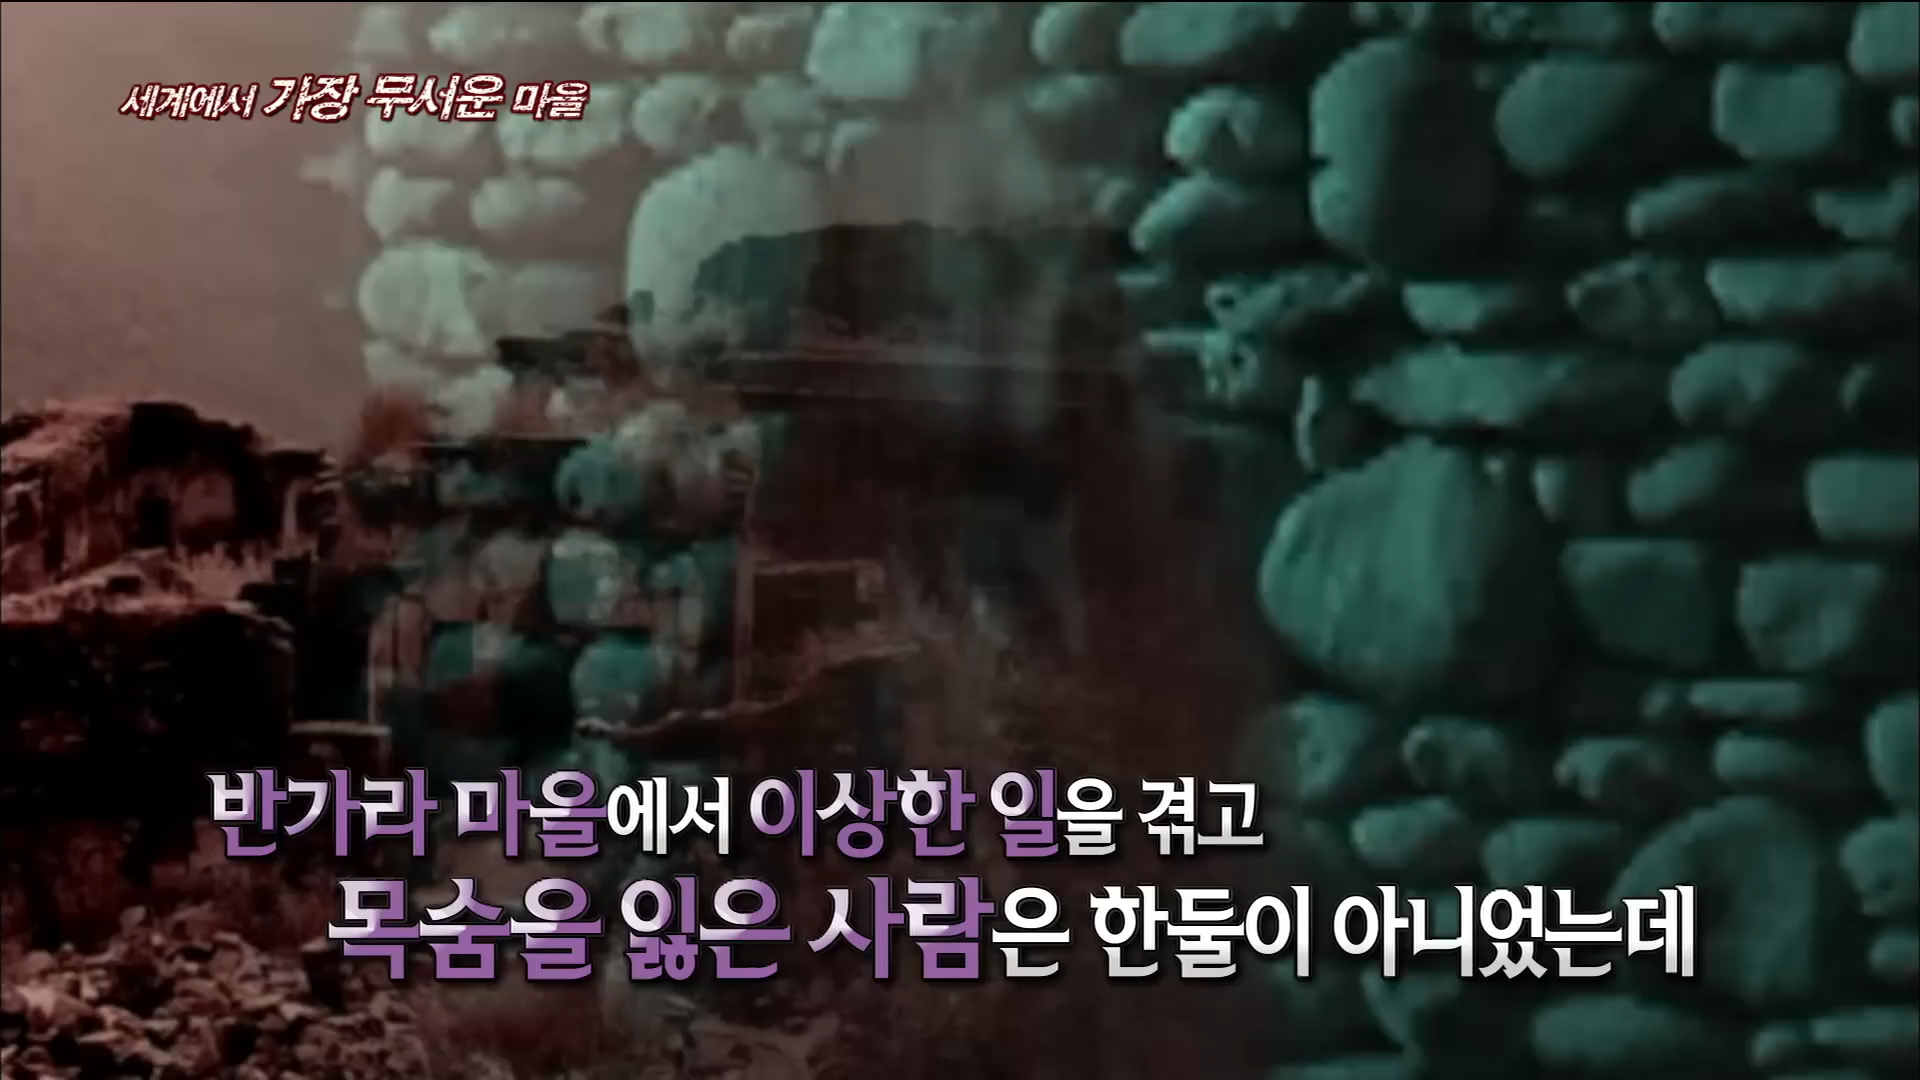 세계에서 가장 무서운 마을
반가라 마을에서 이상한 일을 겪고
목숨을 잃은 사람은 한둘이 아니었는데